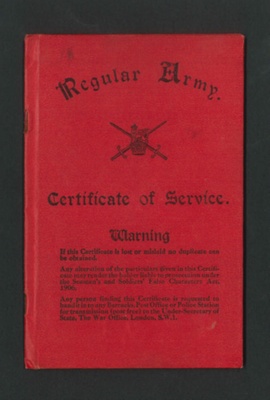 Regular Army.
Certificate of Service.
Warning
If this Certificate is lost or mislaid no duplicate can
be obtained.
Any alteration of the particulars given in this Certifi-
cate may render the holder liable to prosecution under
the Seamen's and Soldiers' False Characters Act,
1906.
Any person finding this Certificate is requested to
hand it in to any Barracks, Post Office or Police Station
for transmission (post free) to the Under-Secretary of
State, The War Office, London, S.W.1.